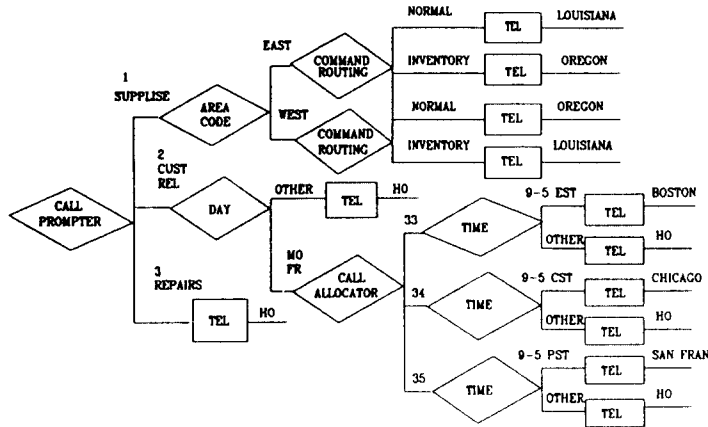 NORMAL
TEL
LOUISIANA
EAST
COMMAND
ROUTING
INVENTORY
TEL
OREGON
1
SUPPLISE
AREA
CODE
WEST
NORMAL
TEL
OREGON
COMMAND
ROUTING
INVENTORY
TEL
LOUISIANA
2
CUST
REL
CALL
PROMPTER
DAY
OTHER
TEL
HO
MO
FR
CALL
ALLOCATOR
33
TIME
9-5 EST
TEL
BOSTON
OTHER
TEL
HO
3
REPAIRS
TEL
HO
34
TIME
9-5 CST
TEL
CHICAGO
OTHER
TEL
HO
35
TIME
9-5 PST
TEL
SAN FRAN
OTHER
TEL
HO